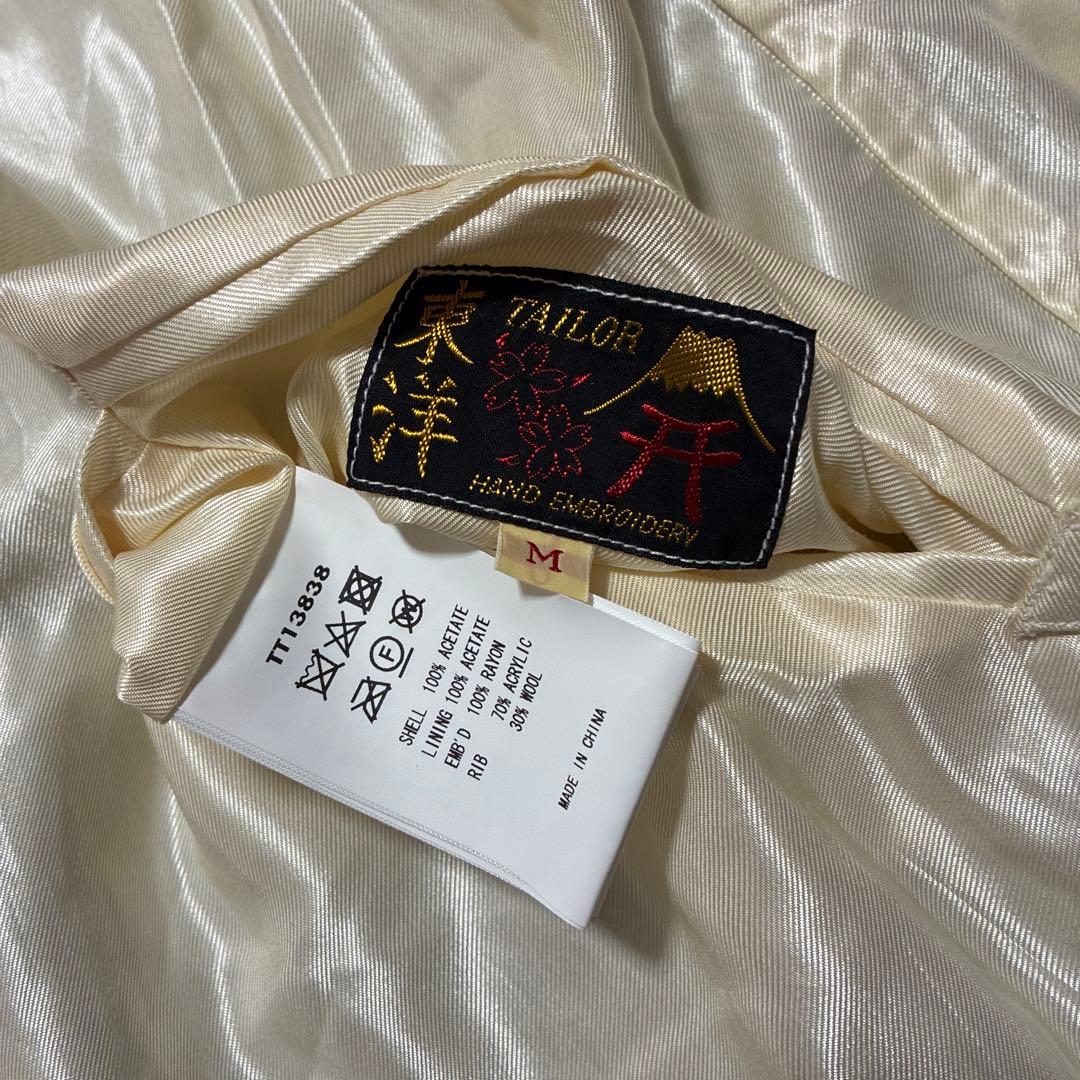 東洋
TAILOR
HAND EMBROIDERY
M
TT13838
F
SHELL 100% ACETATE
LINING 100% ACETATE
EMB'D 100% RAYON
RIB 70% ACRYLIC
30% WOOL
MADE IN CHINA